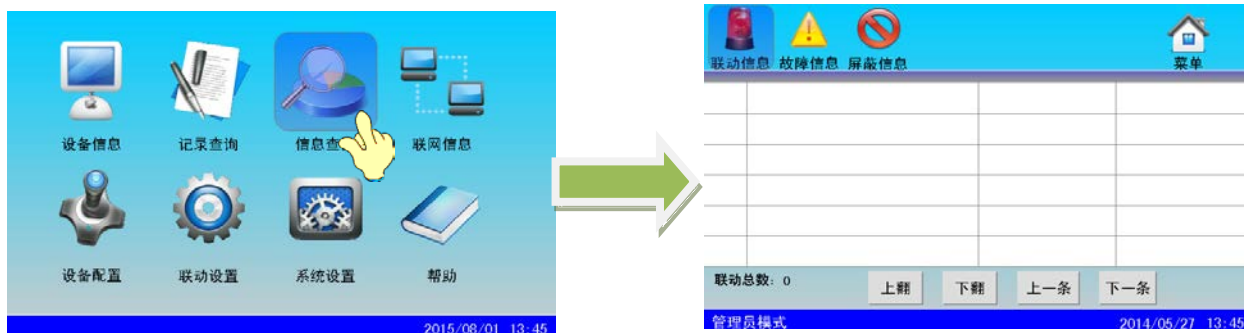 设备信息 记录查询 信息查 联网信息
设备配置 联动设置 系统设置 帮助
2015/08/01 13:45
联动信息 故障信息 屏蔽信息 菜单
联动总数: 0 上翻 下翻 上一条 下一条
管理员模式 2014/05/27 13:45